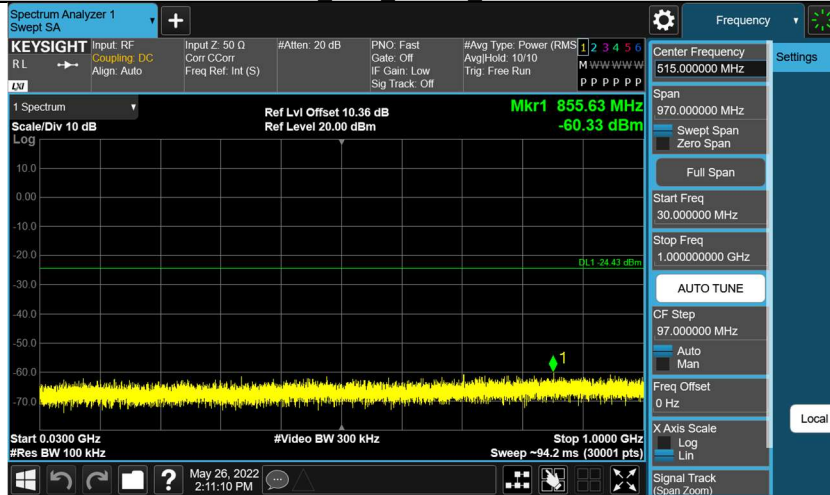 Spectrum Analyzer 1
Swept SA
Frequency
KEYSIGHT
RL
LXI
Input: RF
Coupling: DC
Align: Auto
Input Z: 50 Ω
Corr CCorr
Freq Ref: Int (S)
#Atten: 20 dB
PNO: Fast
Gate: Off
IF Gain: Low
Sig Track: Off
#Avg Type: Power (RMS
Avg|Hold: 10/10
Trig: Free Run
1 2 3 4 5 6
M W W W W W
P P P P P P
Center Frequency
515.000000 MHz
Settings
1 Spectrum
Scale/Div 10 dB
Log
Ref Lvl Offset 10.36 dB
Ref Level 20.00 dBm
Mkr1 855.63 MHz
-60.33 dBm
Span
970.000000 MHz
Swept Span
Zero Span
Full Span
Start Freq
30.000000 MHz
Stop Freq
1.000000000 GHz
AUTO TUNE
CF Step
97.000000 MHz
Auto
Man
Freq Offset
0 Hz
X Axis Scale
Log
Lin
Signal Track
(Span Zoom)
Local
10.0
0.00
-10.0
-20.0
DL1 -24.43 dBm
-30.0
-40.0
-50.0
1
-60.0
-70.0
Start 0.0300 GHz
#Res BW 100 kHz
#Video BW 300 kHz
Stop 1.0000 GHz
Sweep ~94.2 ms (30001 pts)
?
May 26, 2022
2:11:10 PM